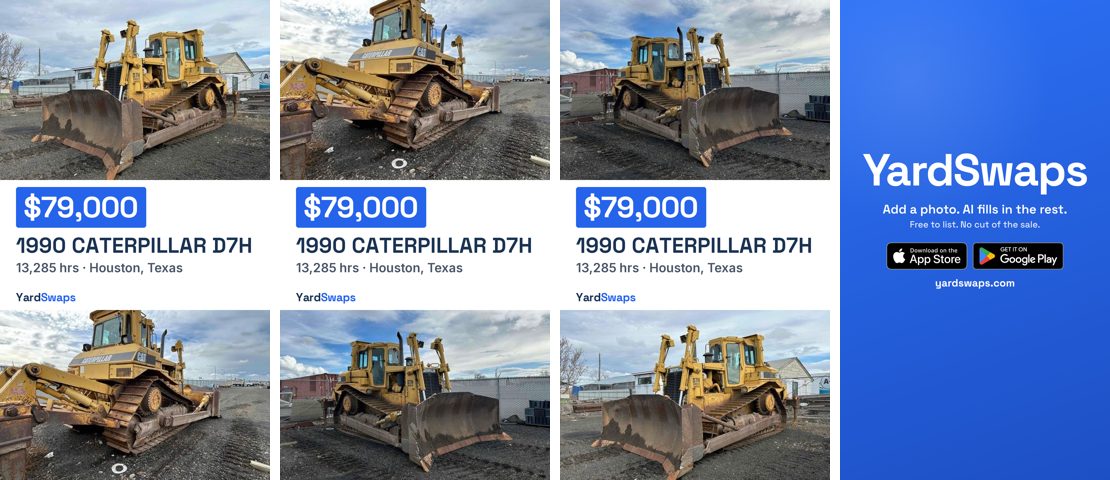 CATERPILLAR
$79,000
1990 CATERPILLAR D7H
13,285 hrs · Houston, Texas
YardSwaps
CATERPILLAR
$79,000
1990 CATERPILLAR D7H
13,285 hrs · Houston, Texas
YardSwaps
$79,000
1990 CATERPILLAR D7H
13,285 hrs · Houston, Texas
YardSwaps
YardSwaps
Add a photo. AI fills in the rest.
Free to list. No cut of the sale.
Download on the
App Store
GET IT ON
Google Play
yardswaps.com